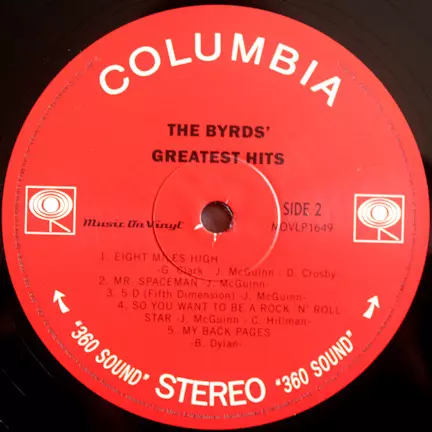 COLUMBIA
THE BYRDS'
GREATEST HITS
Music On Vinyl
SIDE 2
MOVLP1649
1. EIGHT MILES HIGH
-G. Clark - J. McGuinn - D. Crosby
2. MR. SPACEMAN -J. McGuinn-
3. 5 D (Fifth Dimension) -J. McGuinn-
4. SO YOU WANT TO BE A ROCK 'N' ROLL
STAR -J. McGuinn - C. Hillman-
5. MY BACK PAGES
-B. Dylan-
"360 SOUND" STEREO "360 SOUND"